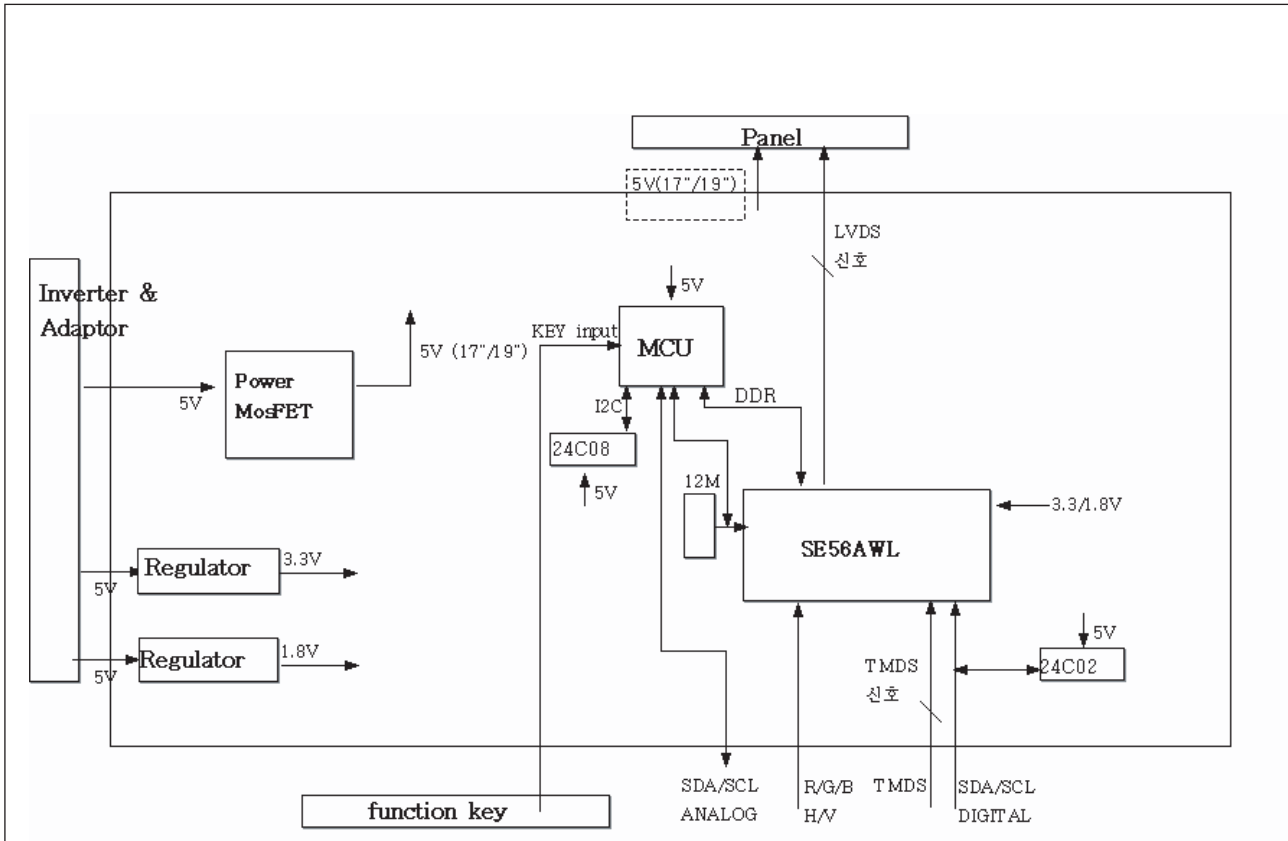 Panel
5V(17"/19")
LVDS
신호
Inverter &
Adaptor
5V
KEY input
MCU
5V (17"/19")
Power
MosFET
5V
I2C
DDR
24C08
5V
12M
3.3/1.8V
SE56AWL
Regulator
3.3V
5V
Regulator
1.8V
5V
5V
TMDS
신호
24C02
SDA/SCL
ANALOG
R/G/B
H/V
TMDS
SDA/SCL
DIGITAL
function key